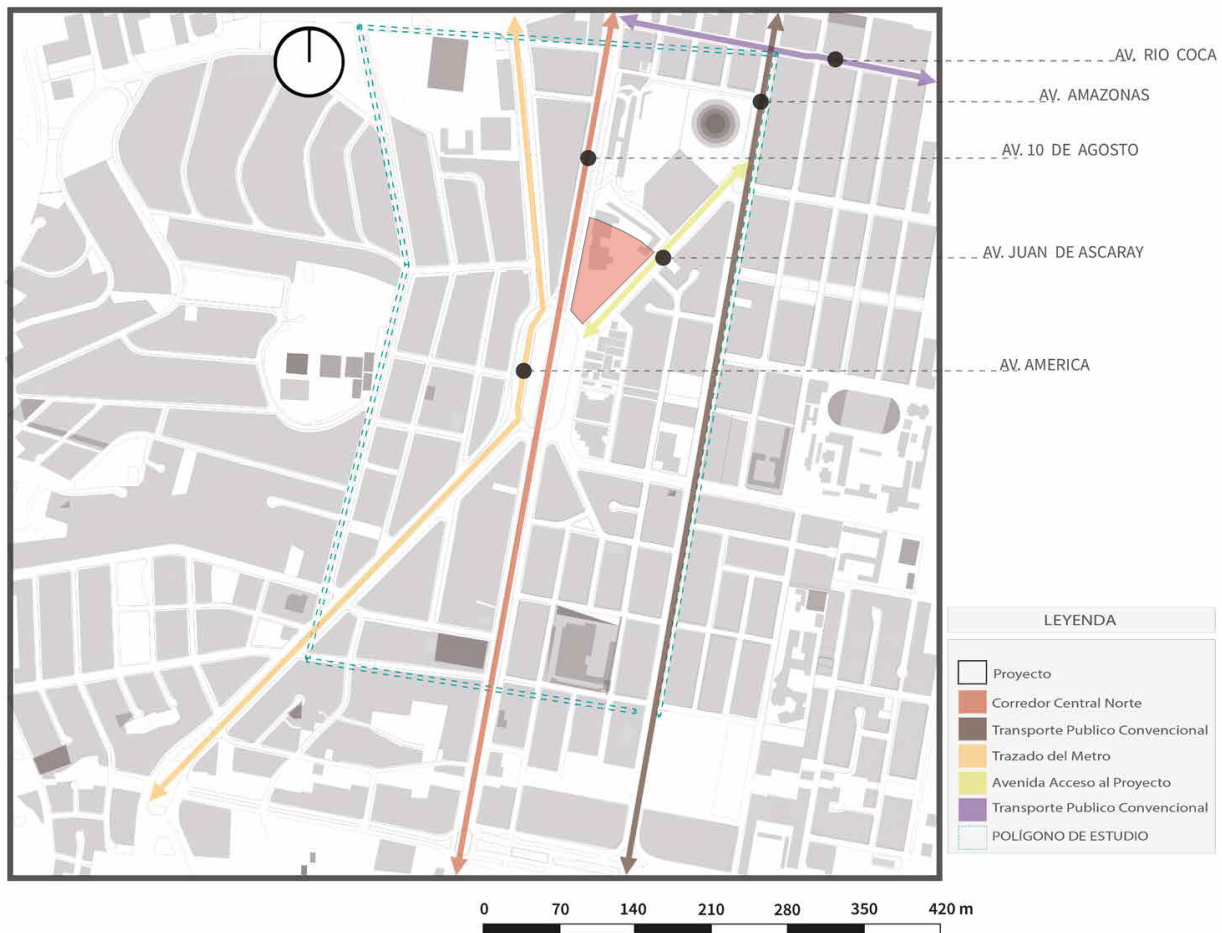 AV. RIO COCA
AV. AMAZONAS
AV. 10 DE AGOSTO
AV. JUAN DE ASCARAY
AV. AMERICA
LEYENDA
Proyecto
Corredor Central Norte
Transporte Publico Convencional
Trazado del Metro
Avenida Acceso al Proyecto
Transporte Publico Convencional
POLÍGONO DE ESTUDIO
0 70 140 210 280 350 420 m